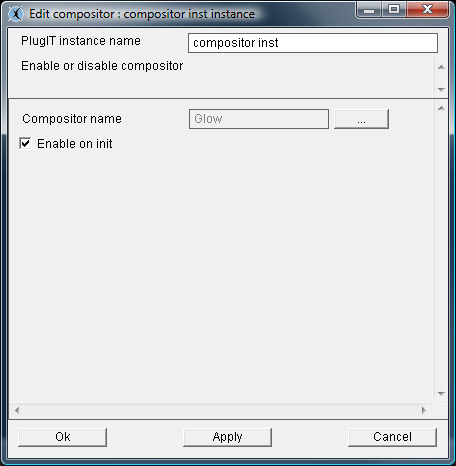 Edit compositor : compositor inst instance
PlugIT instance name
compositor inst
Enable or disable compositor
Compositor name
Glow
...
Enable on init
Ok
Apply
Cancel